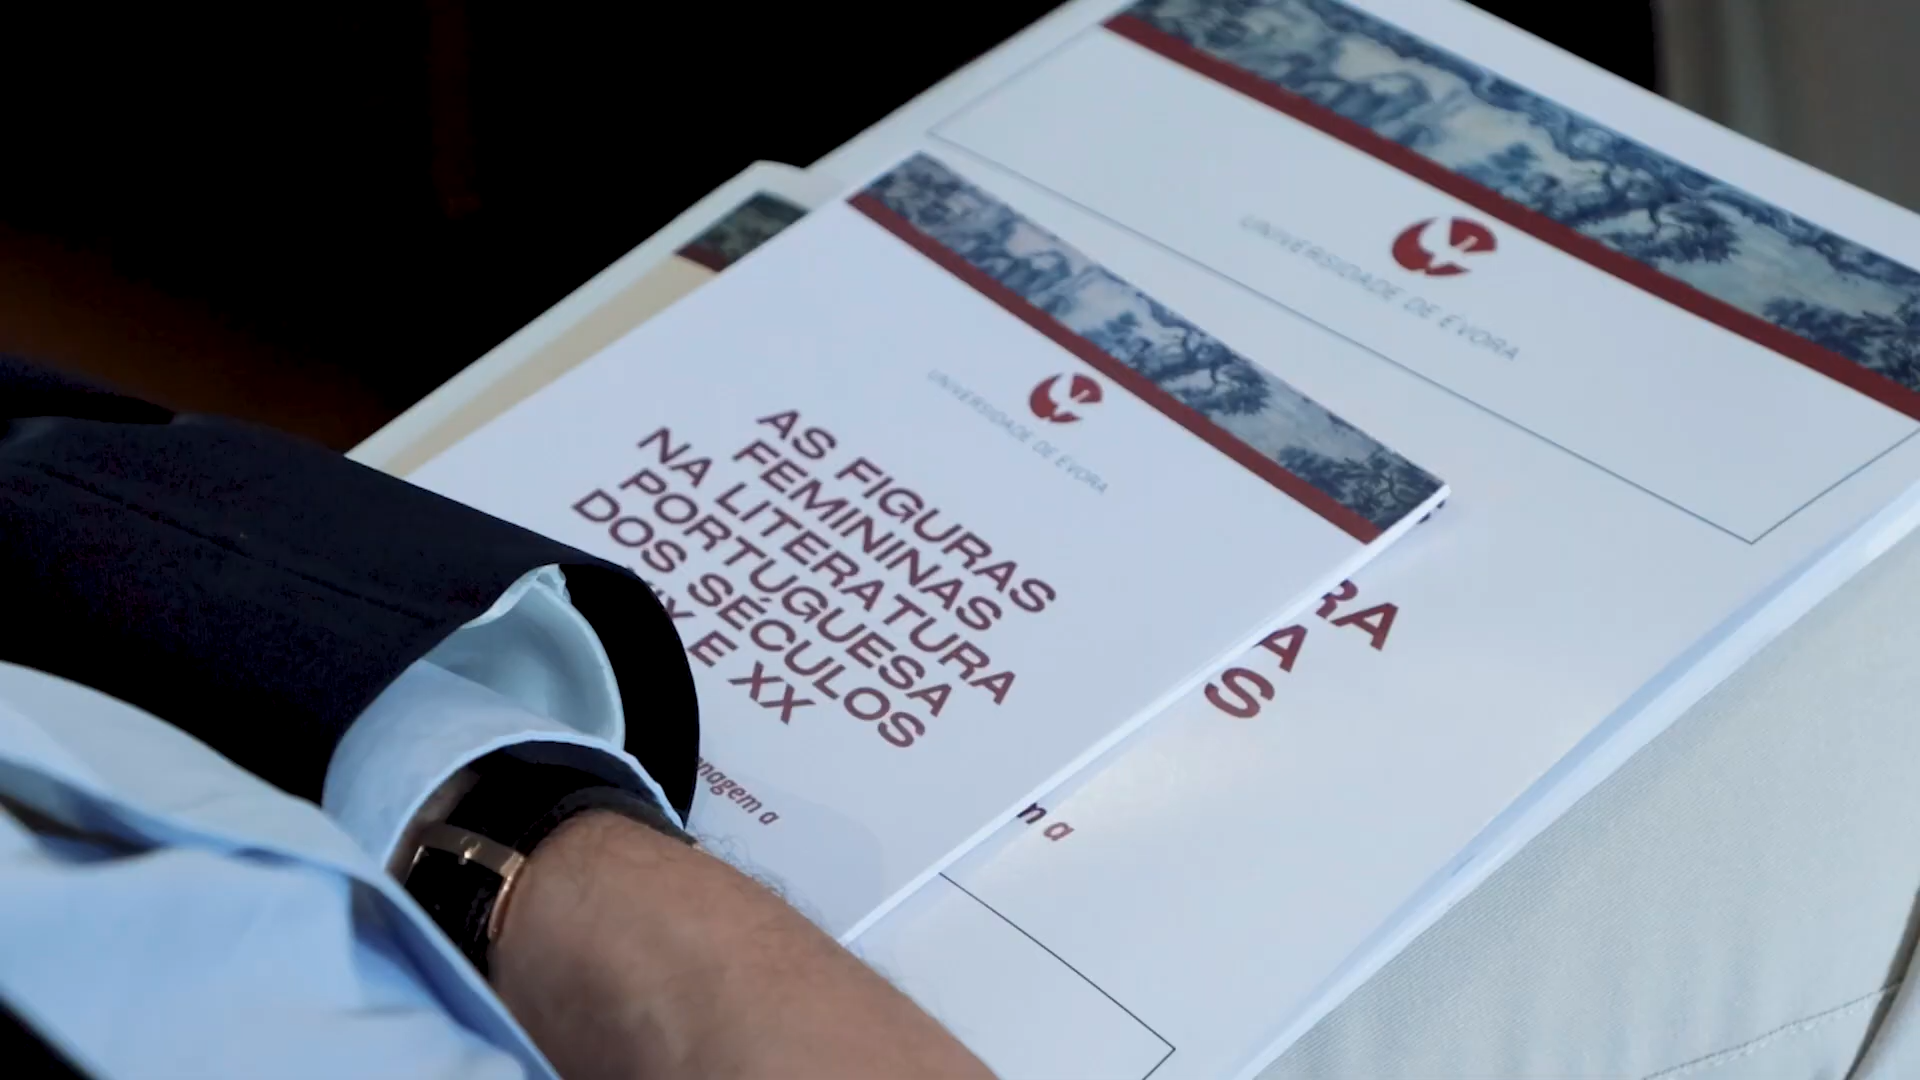 UNIVERSIDADE DE ÉVORA
UNIVERSIDADE DE ÉVORA
AS FIGURAS
FEMININAS
NA LITERATURA
PORTUGUESA
DOS SÉCULOS
E XX
RA
A
S
a
a